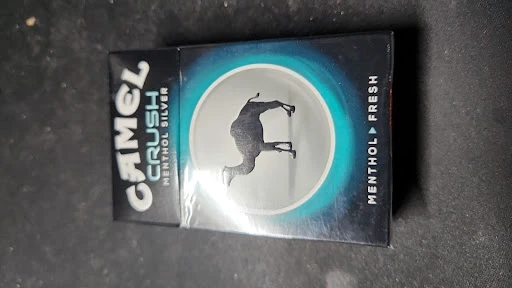 CAMEL
CRUSH
MENTHOL SILVER
MENTHOL ▶ FRESH